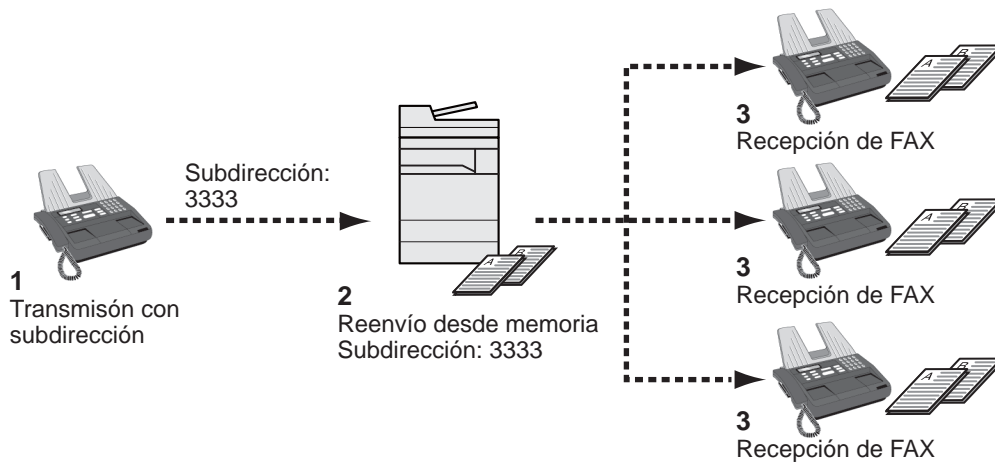 Subdirección:
3333
1
Transmisón con
subdirección
2
Reenvío desde memoria
Subdirección: 3333
A
B
3
Recepción de FAX
A
B
3
Recepción de FAX
A
B
3
Recepción de FAX
A
B